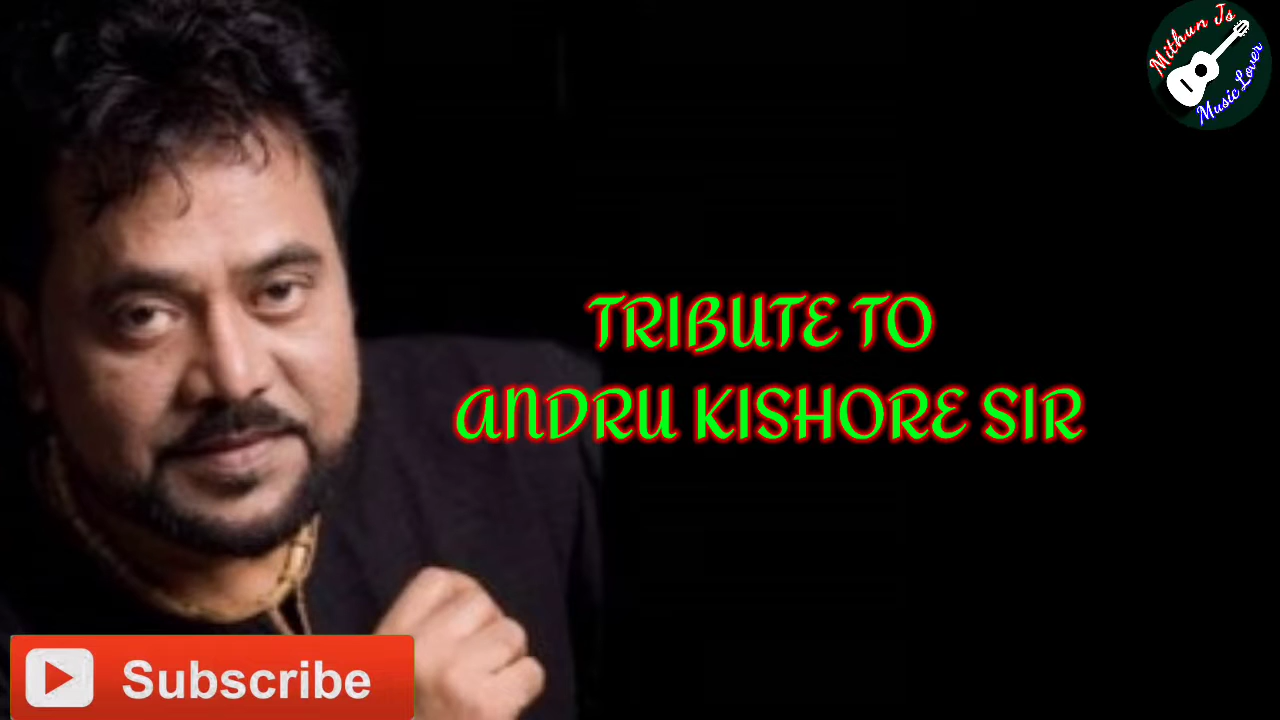 Mithun Js
Music Lover
TRIBUTE TO
ANDRU KISHORE SIR
Subscribe